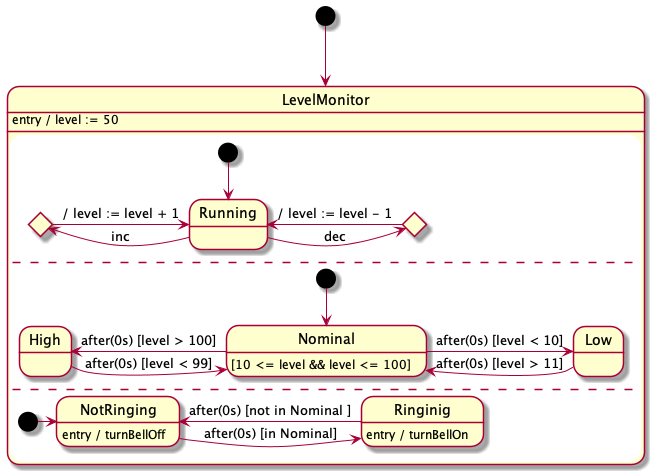 LevelMonitor
entry / level := 50
/ level := level + 1
Running
/ level := level − 1
inc
dec
High
after(0s) [level > 100]
Nominal
after(0s) [level < 10]
Low
after(0s) [level < 99]
[10 <= level && level <= 100]
after(0s) [level > 11]
NotRinging
after(0s) [not in Nominal ]
Ringinig
entry / turnBellOff
after(0s) [in Nominal]
entry / turnBellOn